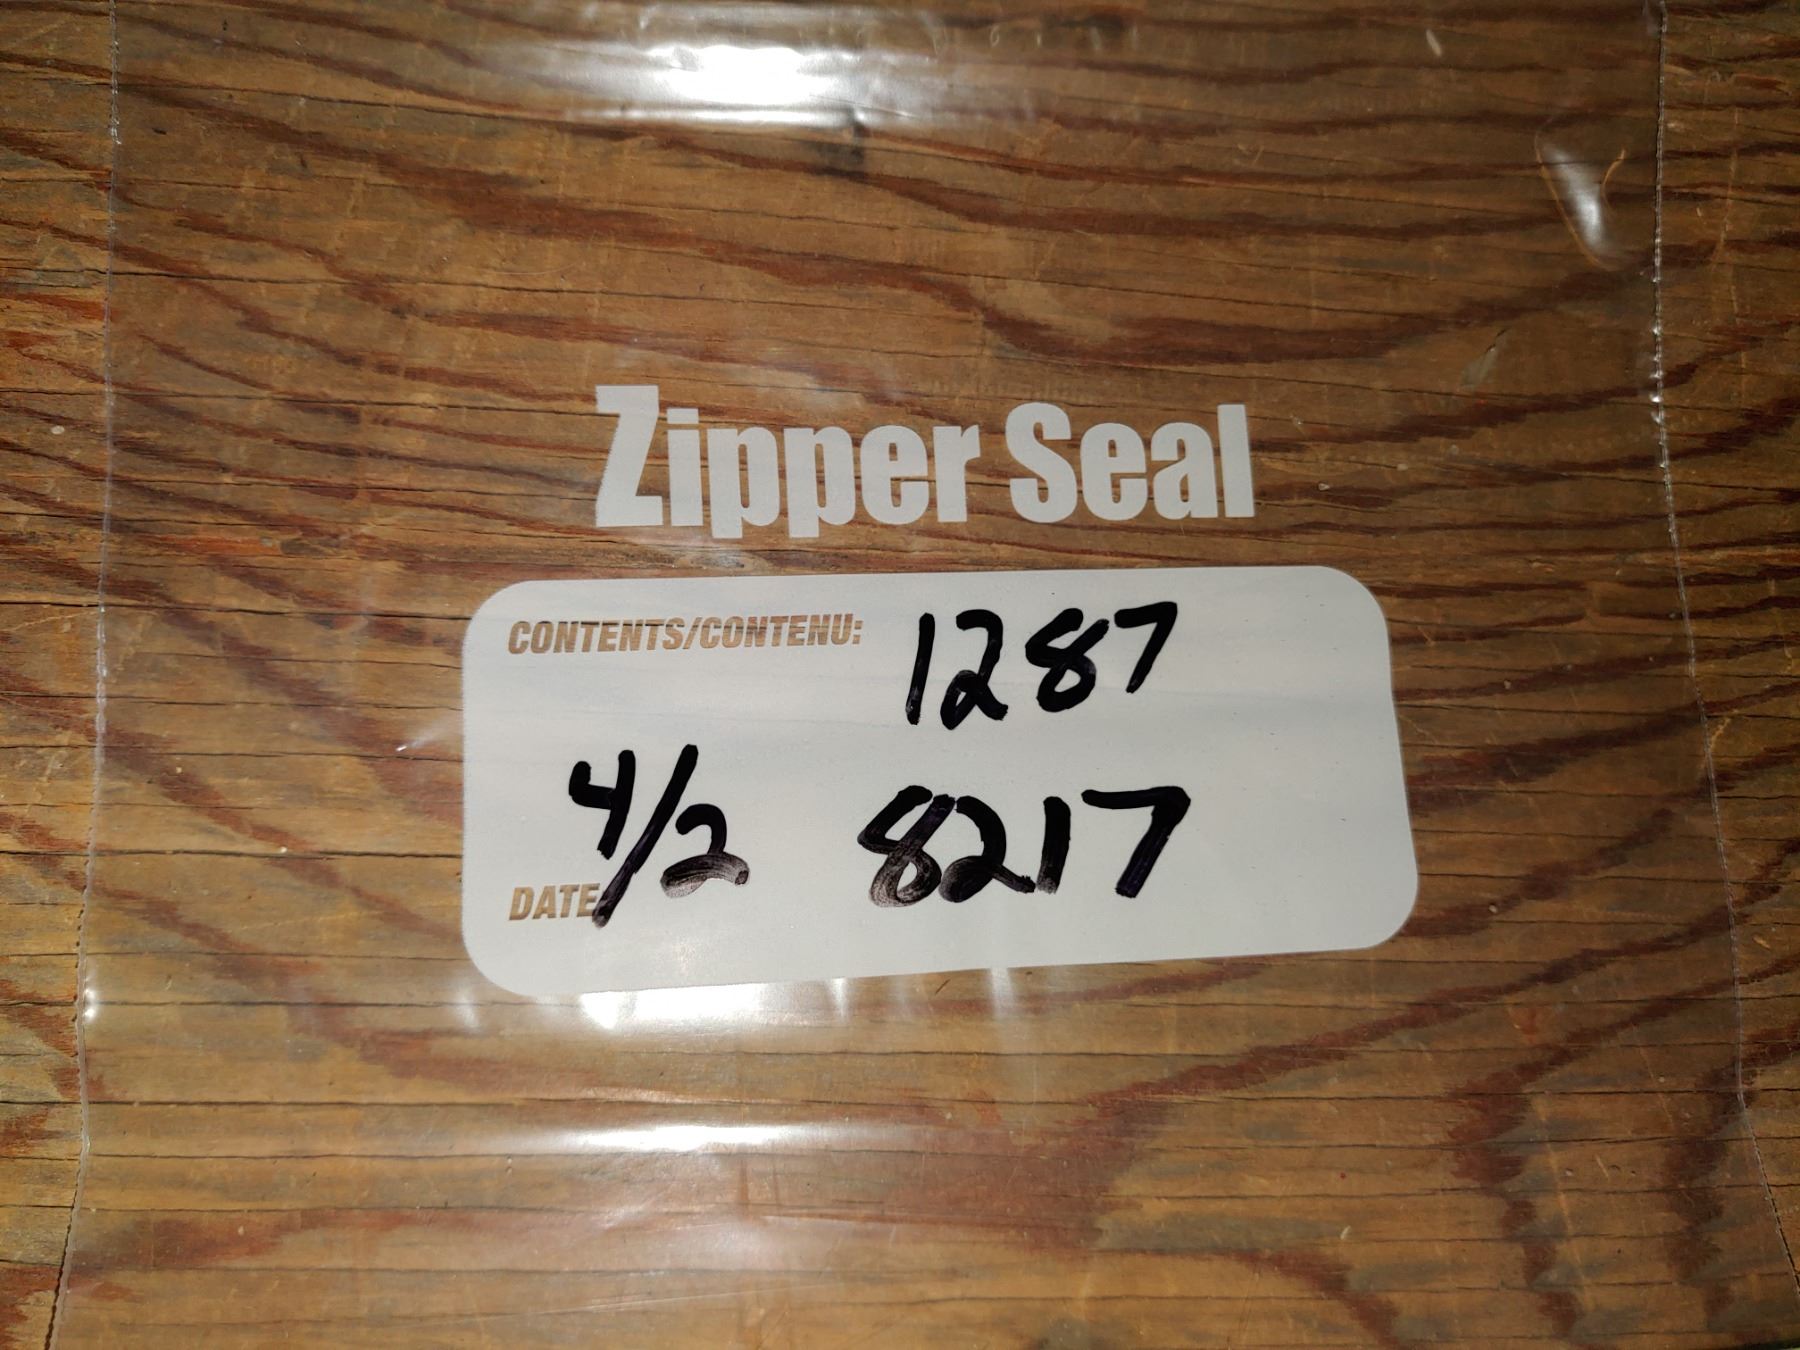 Zipper Seal
CONTENTS/CONTENU: 1287
4/2 8217
DATE